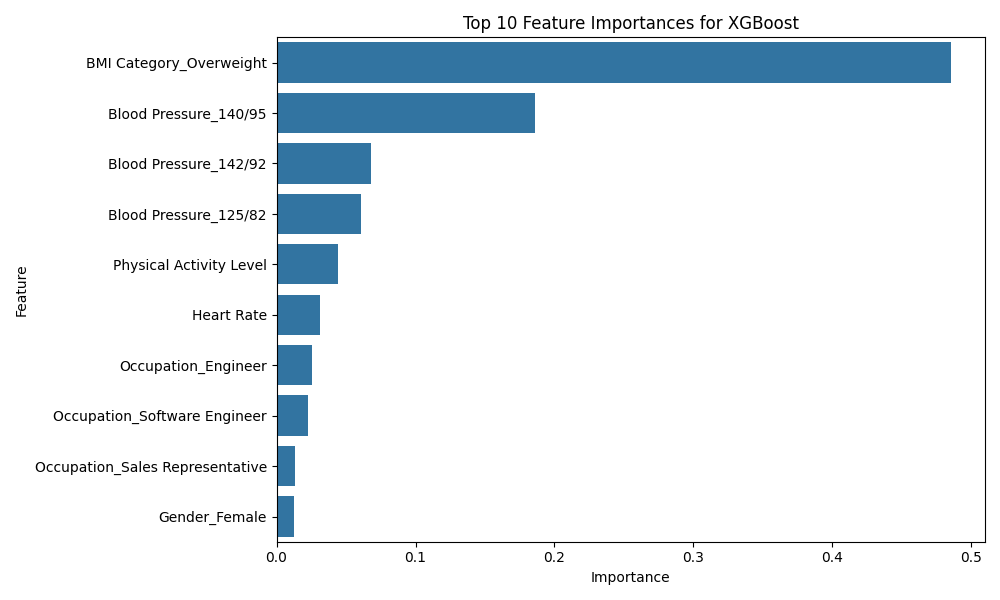 Top 10 Feature Importances for XGBoost
BMI Category_Overweight
Blood Pressure_140/95
Blood Pressure_142/92
Blood Pressure_125/82
Physical Activity Level
Heart Rate
Occupation_Engineer
Occupation_Software Engineer
Occupation_Sales Representative
Gender_Female
Feature
0.0 0.1 0.2 0.3 0.4 0.5
Importance